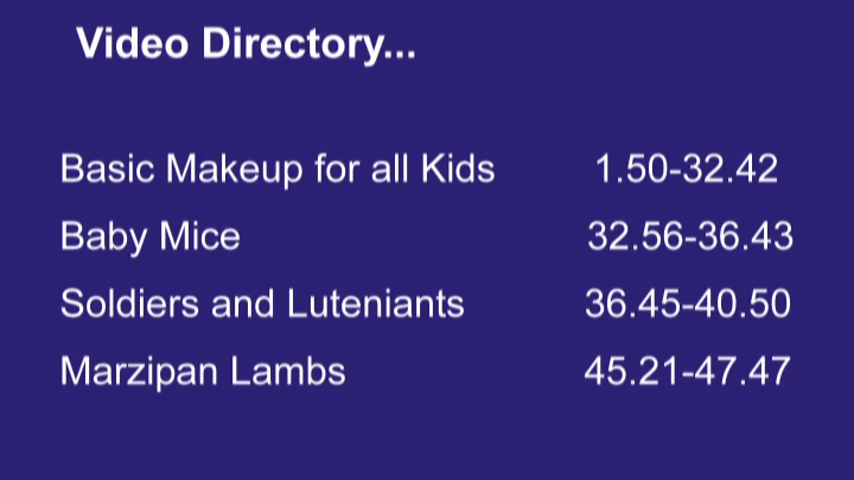 Video Directory...
Basic Makeup for all Kids 1.50-32.42
Baby Mice 32.56-36.43
Soldiers and Luteniants 36.45-40.50
Marzipan Lambs 45.21-47.47